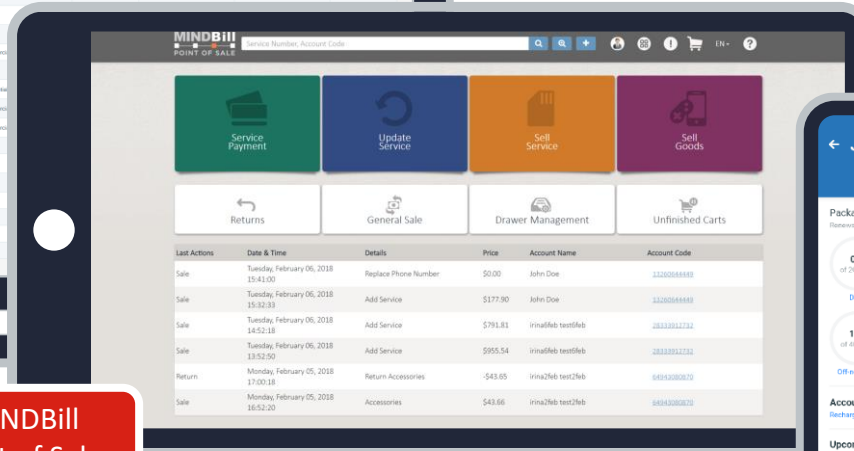 MINDBill
POINT OF SALE
Service Number, Account Code
EN
Service
Payment
Update
Service
Sell
Service
Sell
Goods
Returns
General Sale
Drawer Management
Unfinished Carts
Last Actions Date & Time Details Price Account Name Account Code
Sale Tuesday, February 06, 2018 15:41:00 Replace Phone Number $0.00 John Doe
Sale Tuesday, February 06, 2018 15:32:33 Add Service $177.90 John Doe
Sale Tuesday, February 06, 2018 14:52:18 Add Service $791.81 irina6feb test6feb
Sale Tuesday, February 06, 2018 13:52:50 Add Service $955.54 irina6feb test6feb
Return Monday, February 05, 2018 17:00:18 Return Accessories -$43.65 irina2feb test2feb
Sale Monday, February 05, 2018 16:52:20 Accessories $43.66 irina2feb test2feb
NDBill